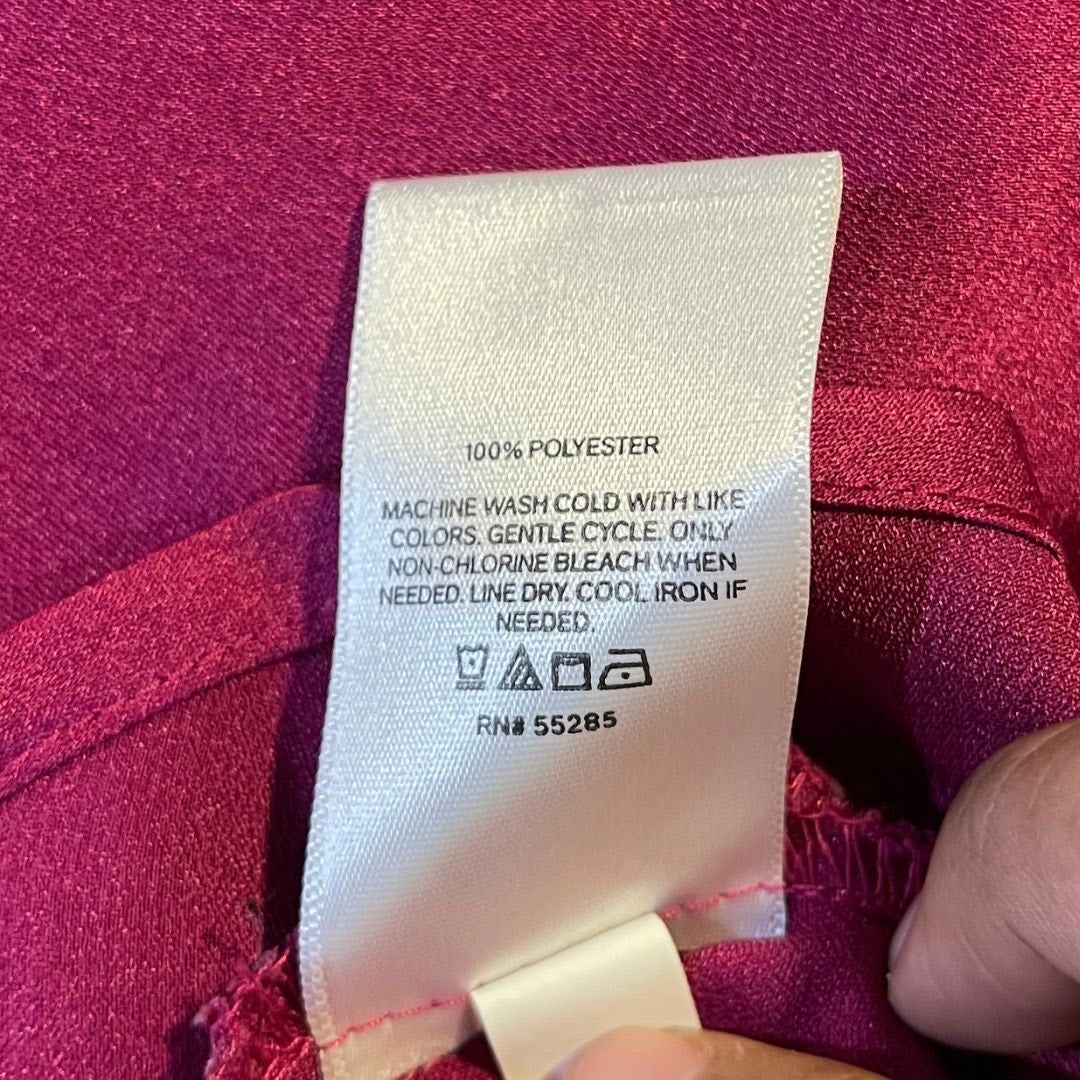 100% POLYESTER
MACHINE WASH COLD WITH LIKE
COLORS. GENTLE CYCLE. ONLY
NON-CHLORINE BLEACH WHEN
NEEDED. LINE DRY. COOL IRON IF
NEEDED.
RN# 55285